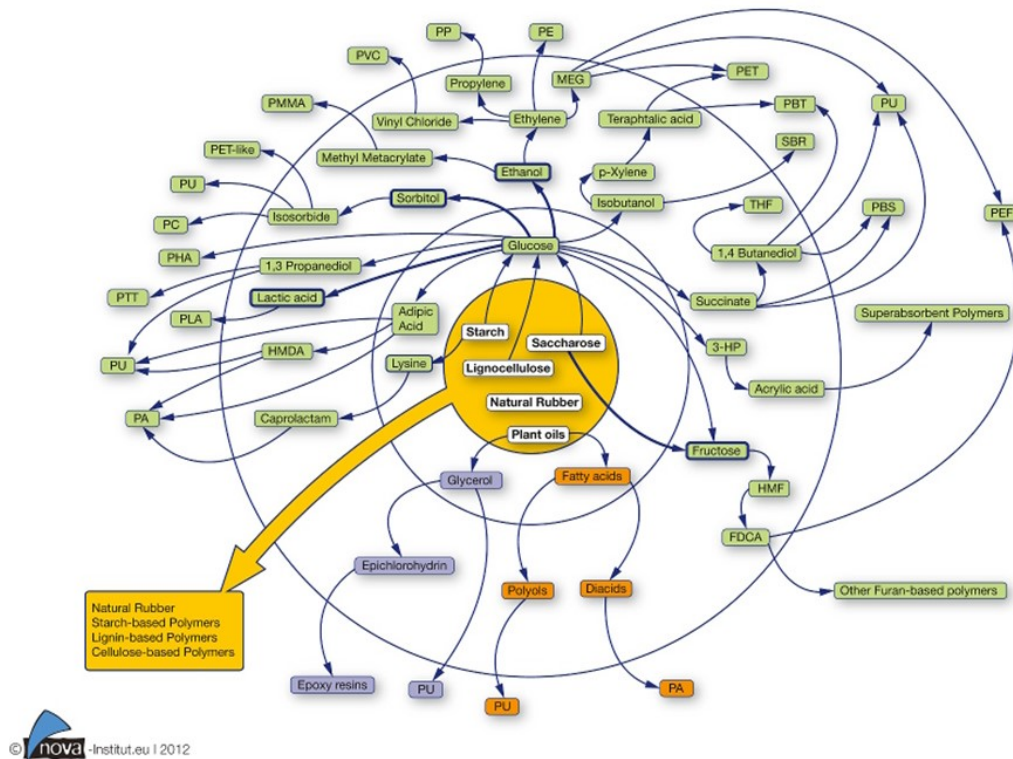 PP
PE
PVC
Propylene
MEG
PET
PMMA
Vinyl Chloride
Ethylene
Teraphtalic acid
PBT
PU
PET-like
Methyl Metacrylate
Ethanol
p-Xylene
SBR
PU
Sorbitol
Isobutanol
THF
PBS
PEF
PC
Isosorbide
PHA
Glucose
1,4 Butanediol
1,3 Propanediol
PTT
Lactic acid
Succinate
PLA
Adipic
Acid
Starch
Saccharose
Superabsorbent Polymers
PU
HMDA
Lysine
Lignocellulose
3-HP
Acrylic acid
Natural Rubber
PA
Caprolactam
Plant oils
Fructose
Glycerol
Fatty acids
HMF
FDCA
Epichlorohydrin
Polyols
Diacids
Other Furan-based polymers
Natural Rubber
Starch-based Polymers
Lignin-based Polymers
Cellulose-based Polymers
Epoxy resins
PU
PU
PA
© nova-Institut.eu | 2012